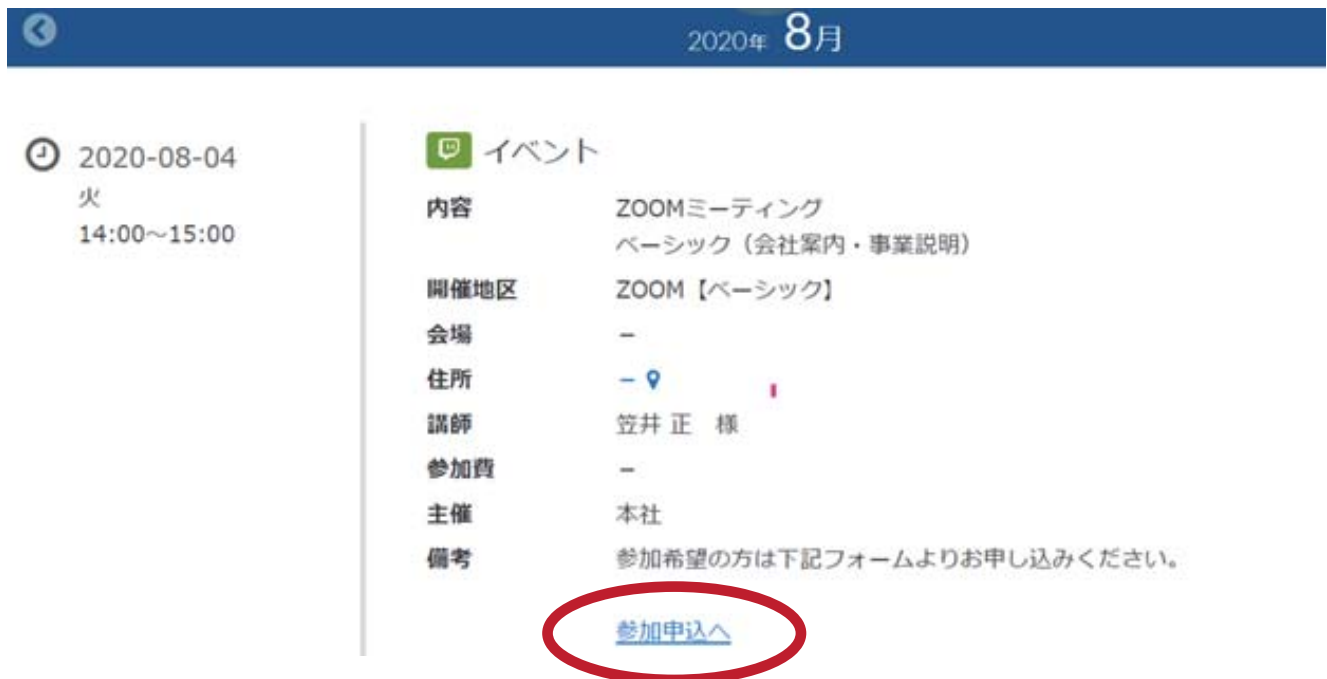 2020年 8月
2020-08-04
火
14:00～15:00
イベント
内容 ZOOMミーティング
ベーシック（会社案内・事業説明）
開催地区 ZOOM【ベーシック】
会場 －
住所 －
講師 笠井 正　様
参加費 －
主催 本社
備考 参加希望の方は下記フォームよりお申し込みください。
参加申込へ